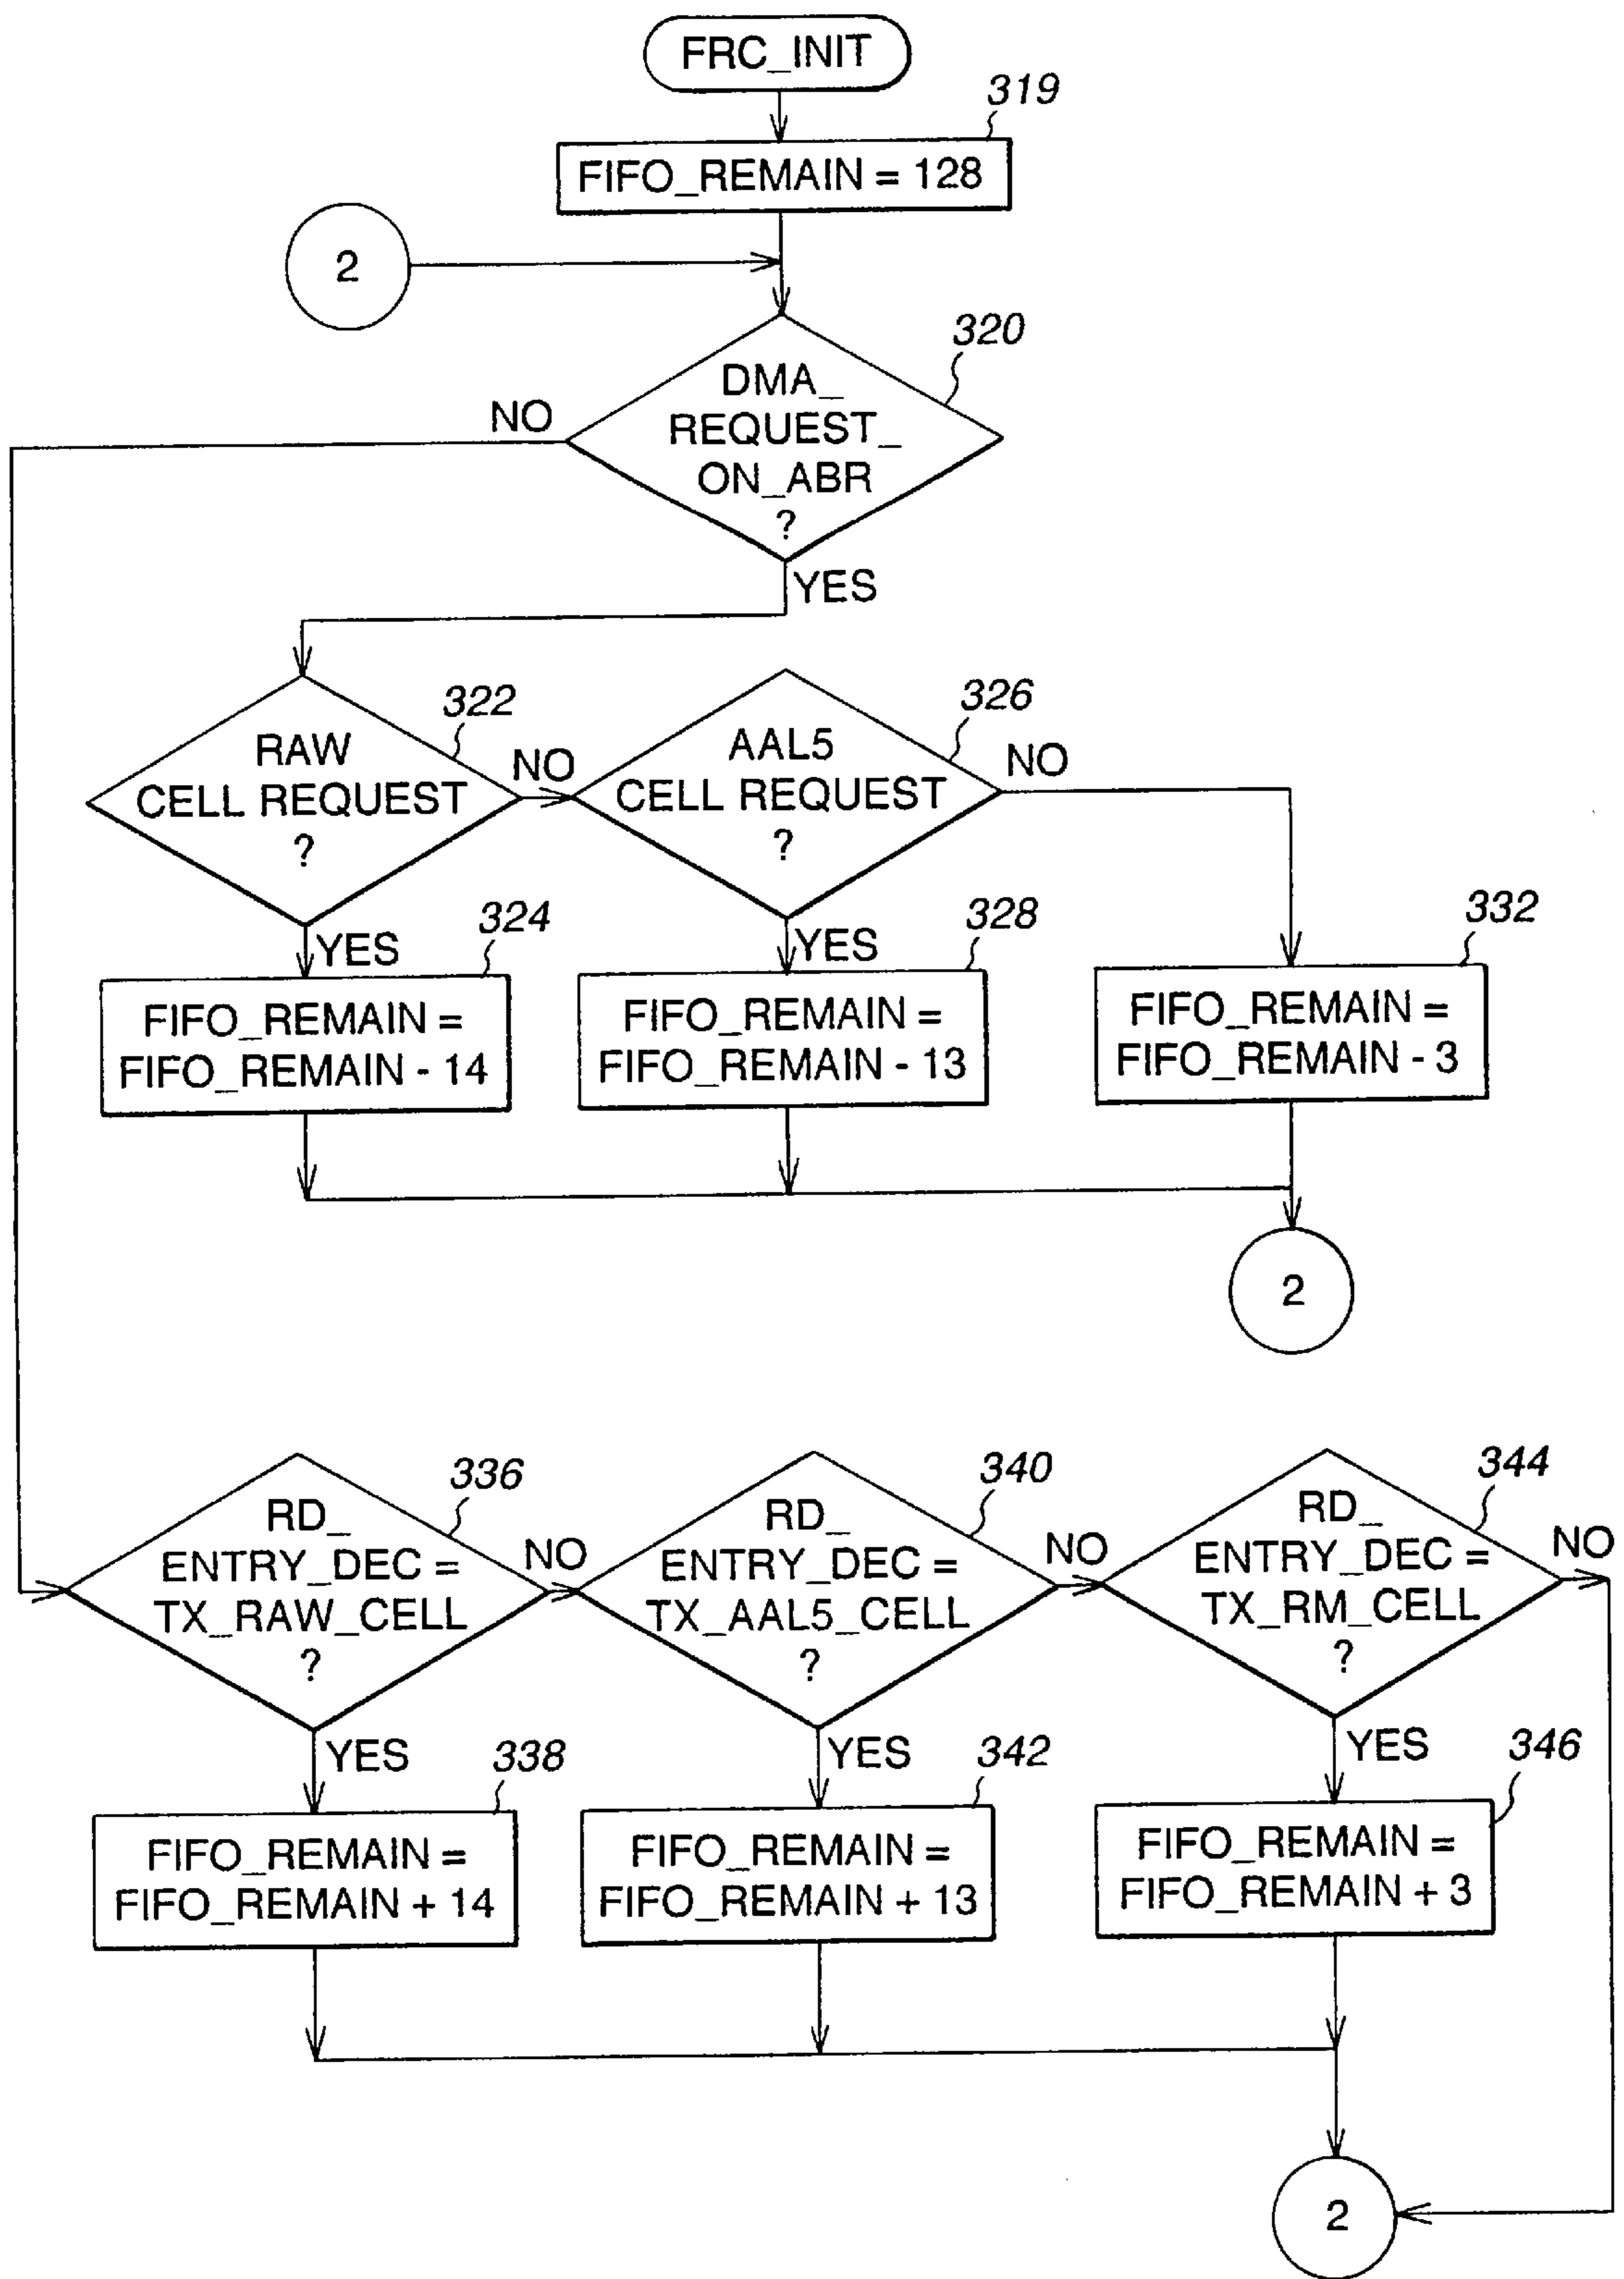 FRC_INIT
319
FIFO_REMAIN = 128
2
320
DMA_
REQUEST_
ON_ABR
?
NO
YES
322
RAW
CELL REQUEST
?
NO
326
AAL5
CELL REQUEST
?
NO
YES
324
FIFO_REMAIN =
FIFO_REMAIN - 14
YES
328
FIFO_REMAIN =
FIFO_REMAIN - 13
332
FIFO_REMAIN =
FIFO_REMAIN - 3
2
336
RD_
ENTRY_DEC =
TX_RAW_CELL
?
NO
340
RD_
ENTRY_DEC =
TX_AAL5_CELL
?
NO
344
RD_
ENTRY_DEC =
TX_RM_CELL
?
NO
YES
338
FIFO_REMAIN =
FIFO_REMAIN + 14
YES
342
FIFO_REMAIN =
FIFO_REMAIN + 13
YES
346
FIFO_REMAIN =
FIFO_REMAIN + 3
2